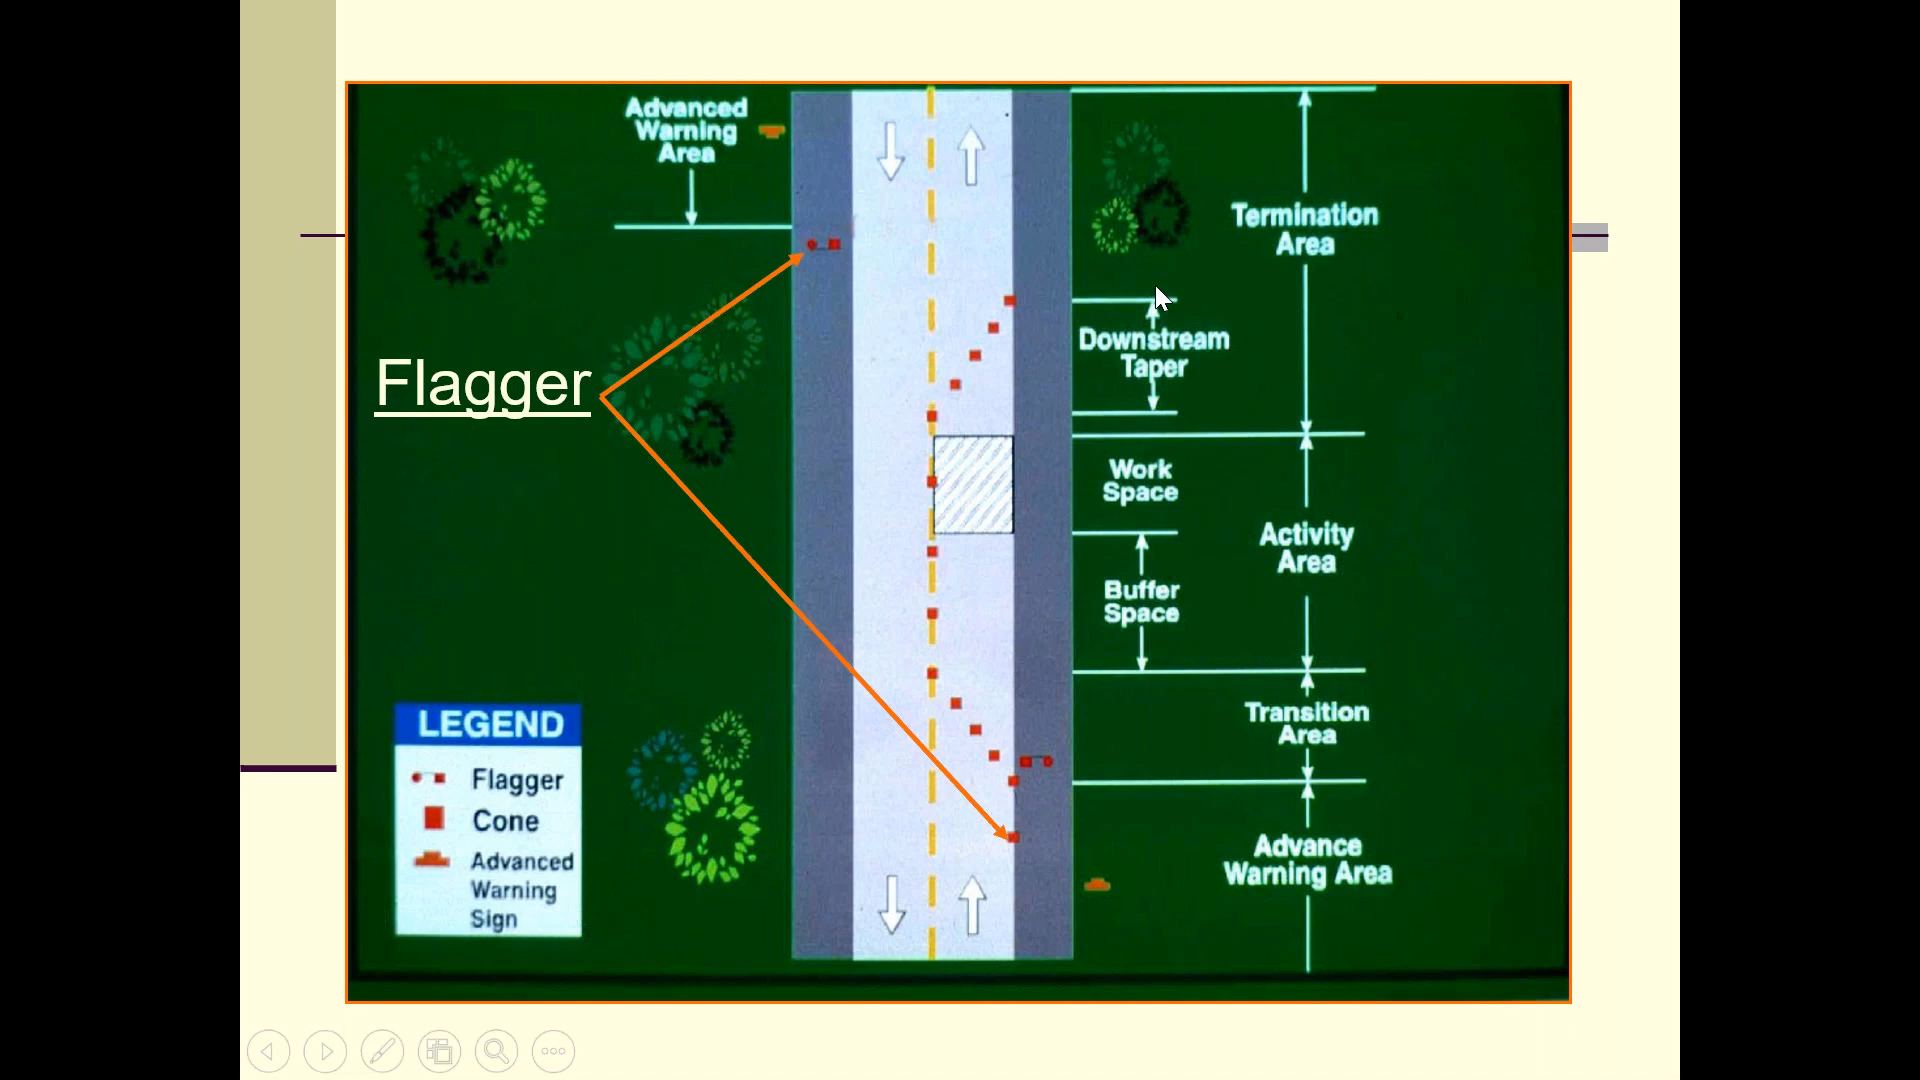 Advanced
Warning
Area
Flagger
Termination
Area
Downstream
Taper
Work
Space
Activity
Area
Buffer
Space
Transition
Area
Advance
Warning Area
LEGEND
Flagger
Cone
Advanced
Warning
Sign